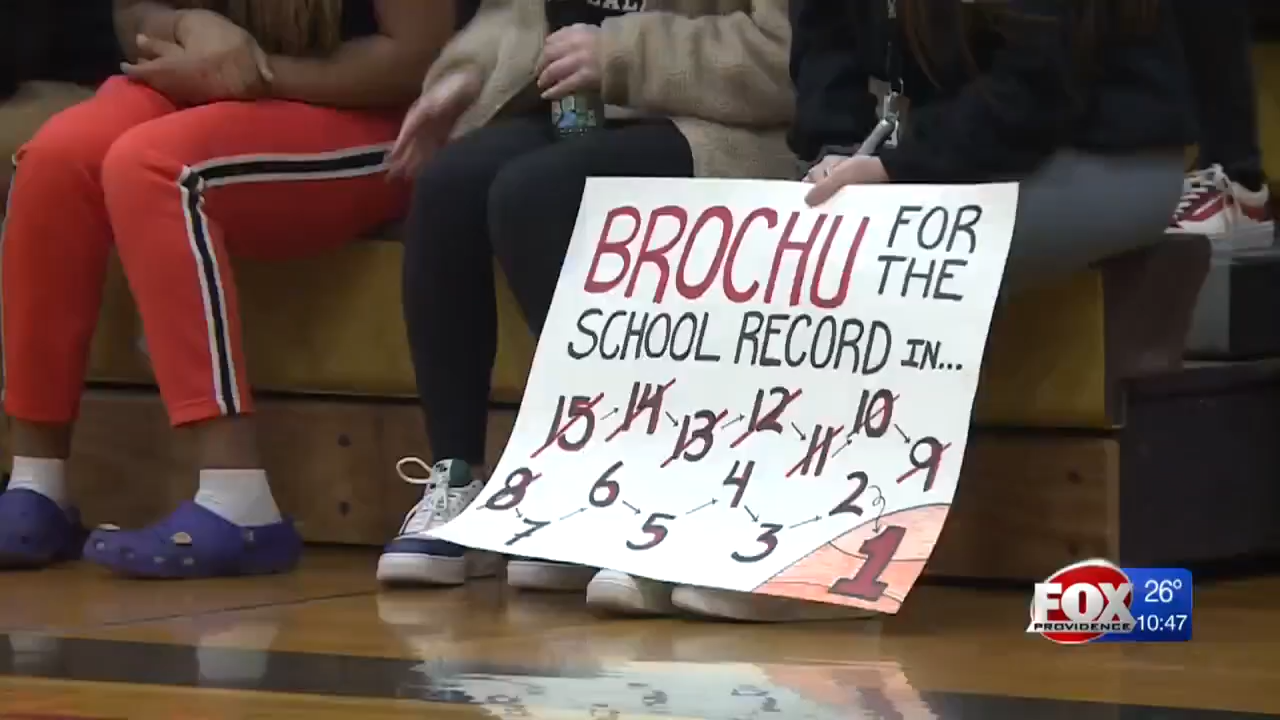 BROCHU FOR THE
SCHOOL RECORD IN...
15 → 14 → 13 → 12 → 11 → 10 → 9
8 → 7 → 6 → 5 → 4 → 3 → 2
1
FOX 26°
PROVIDENCE 10:47